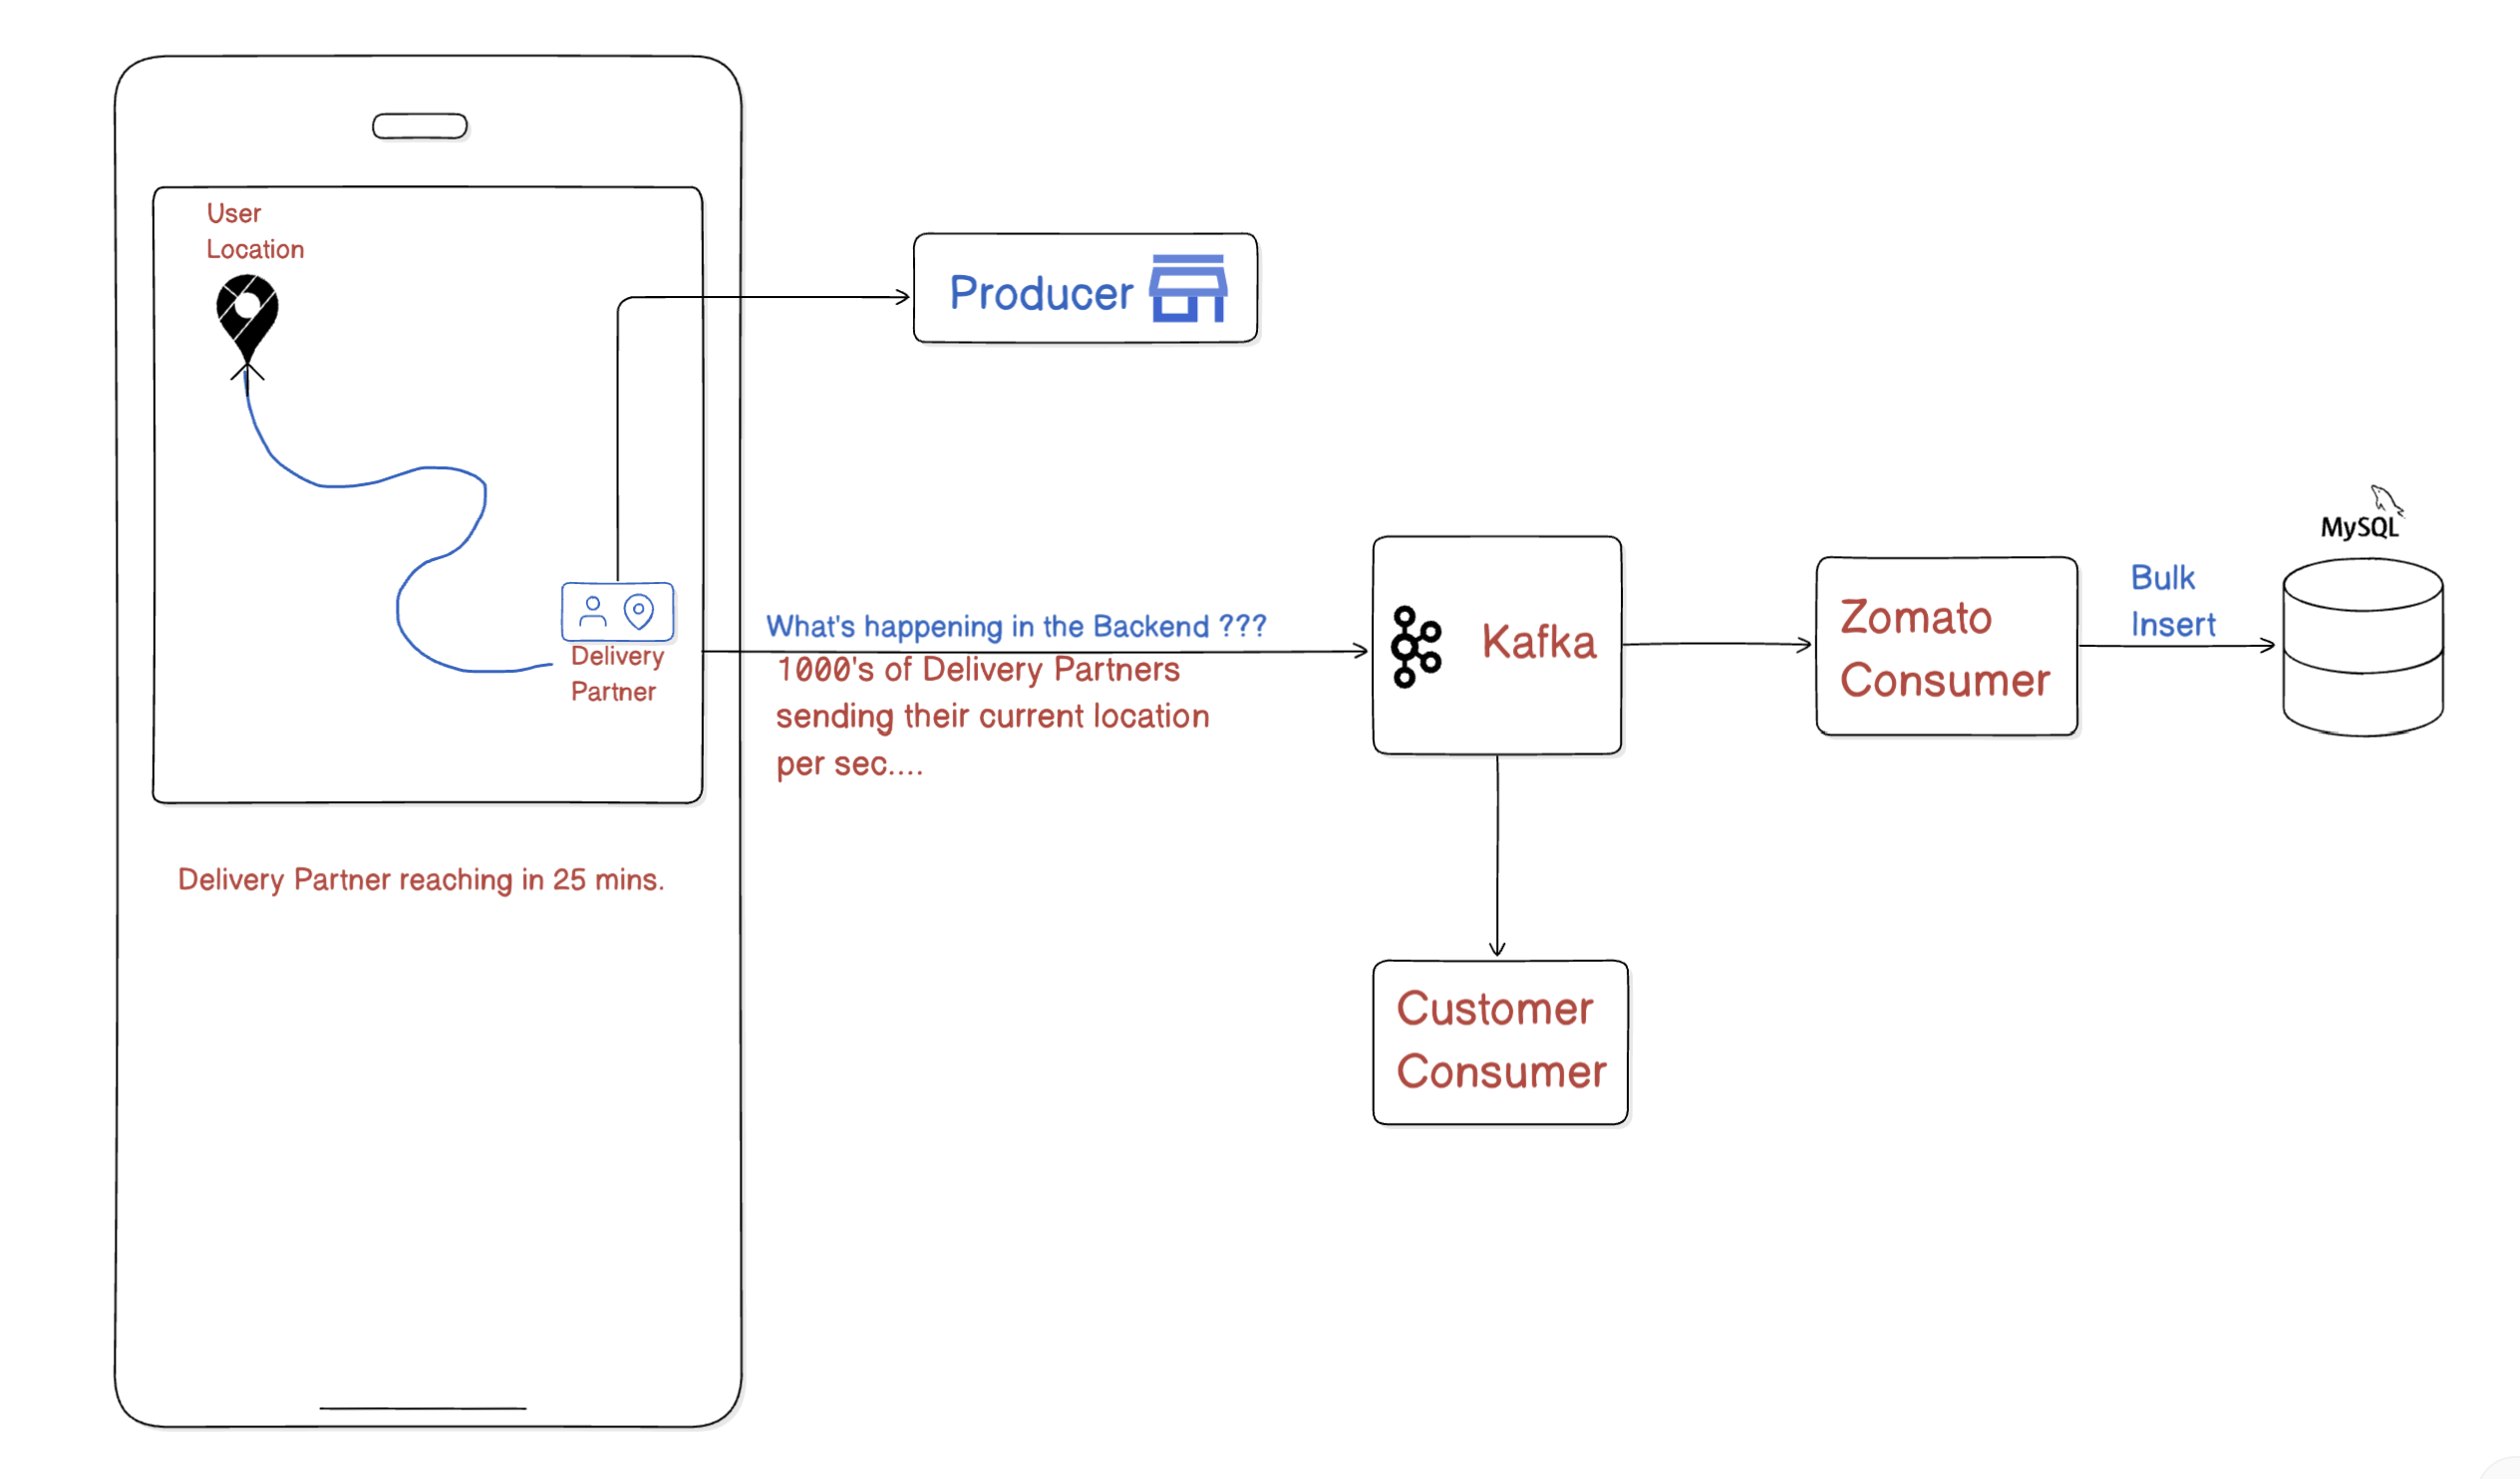 User
Location
Producer
Delivery
Partner
What's happening in the Backend ???
1000's of Delivery Partners
sending their current location
per sec....
Kafka
Zomato
Consumer
Bulk
Insert
MySQL
Delivery Partner reaching in 25 mins.
Customer
Consumer